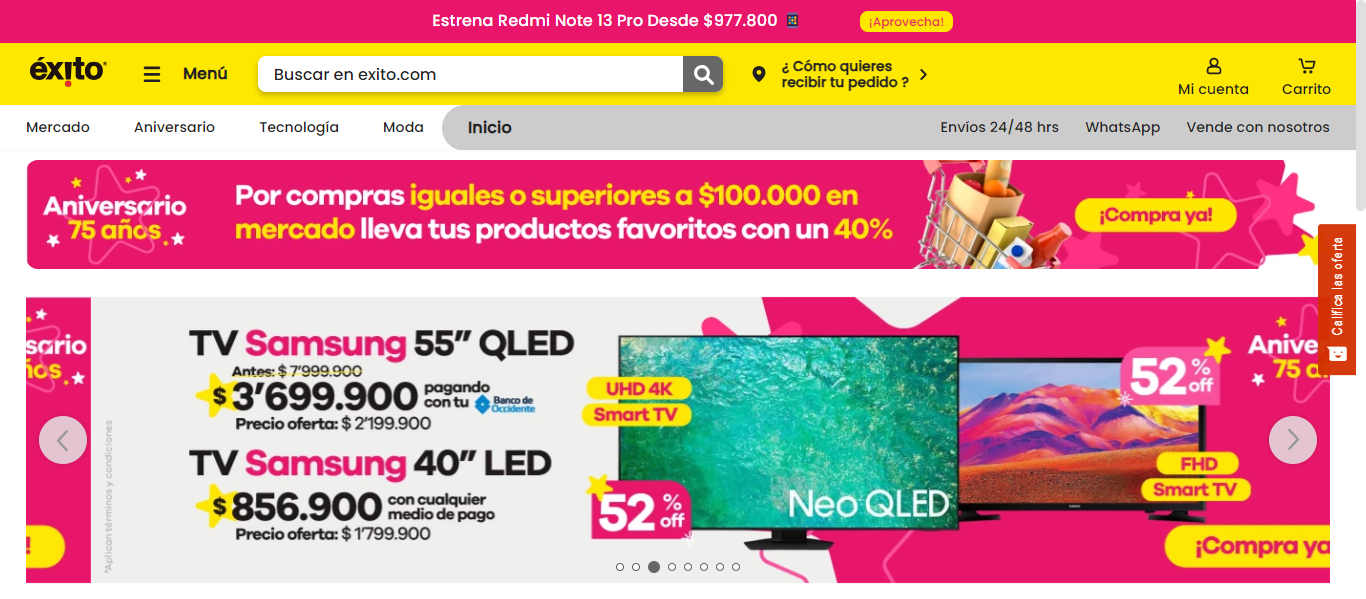 Estrena Redmi Note 13 Pro Desde $977.800
¡Aprovecha!
éxito
Menú
Buscar en exito.com
¿ Cómo quieres
recibir tu pedido ?
Mi cuenta
Carrito
Mercado
Aniversario
Tecnología
Moda
Inicio
Envíos 24/48 hrs
WhatsApp
Vende con nosotros
Aniversario
75 años
Por compras iguales o superiores a $100.000 en
mercado lleva tus productos favoritos con un 40%
¡Compra ya!
Califica las oferta
sario
ños
!
*Aplican términos y condiciones
TV Samsung 55” QLED
Antes: $ 7’999.900
$3’699.900 pagando
con tu Banco de
Occidente
Precio oferta: $ 2’199.900
TV Samsung 40” LED
$856.900 con cualquier
medio de pago
Precio oferta: $ 1’799.900
UHD 4K
Smart TV
52%
off
Neo QLED
SAMSUNG
52%
off
FHD
Smart TV
Anive
75 a
¡Compra ya